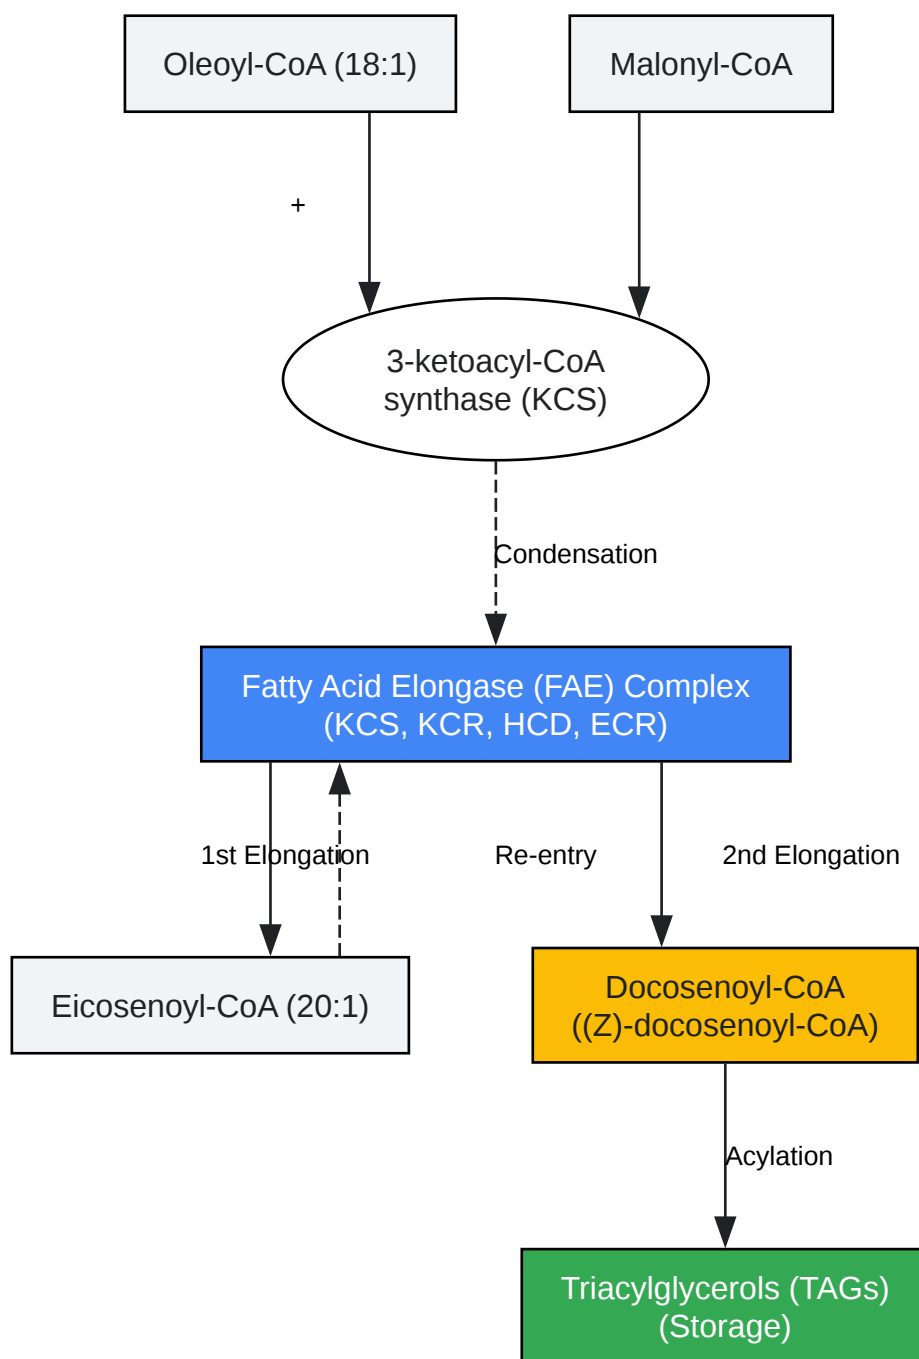 Oleoyl-CoA (18:1)
Malonyl-CoA
+
3-ketoacyl-CoA
synthase (KCS)
Condensation
Fatty Acid Elongase (FAE) Complex
(KCS, KCR, HCD, ECR)
1st Elongation
Re-entry
2nd Elongation
Eicosenoyl-CoA (20:1)
Docosenoyl-CoA
((Z)-docosenoyl-CoA)
Acylation
Triacylglycerols (TAGs)
(Storage)